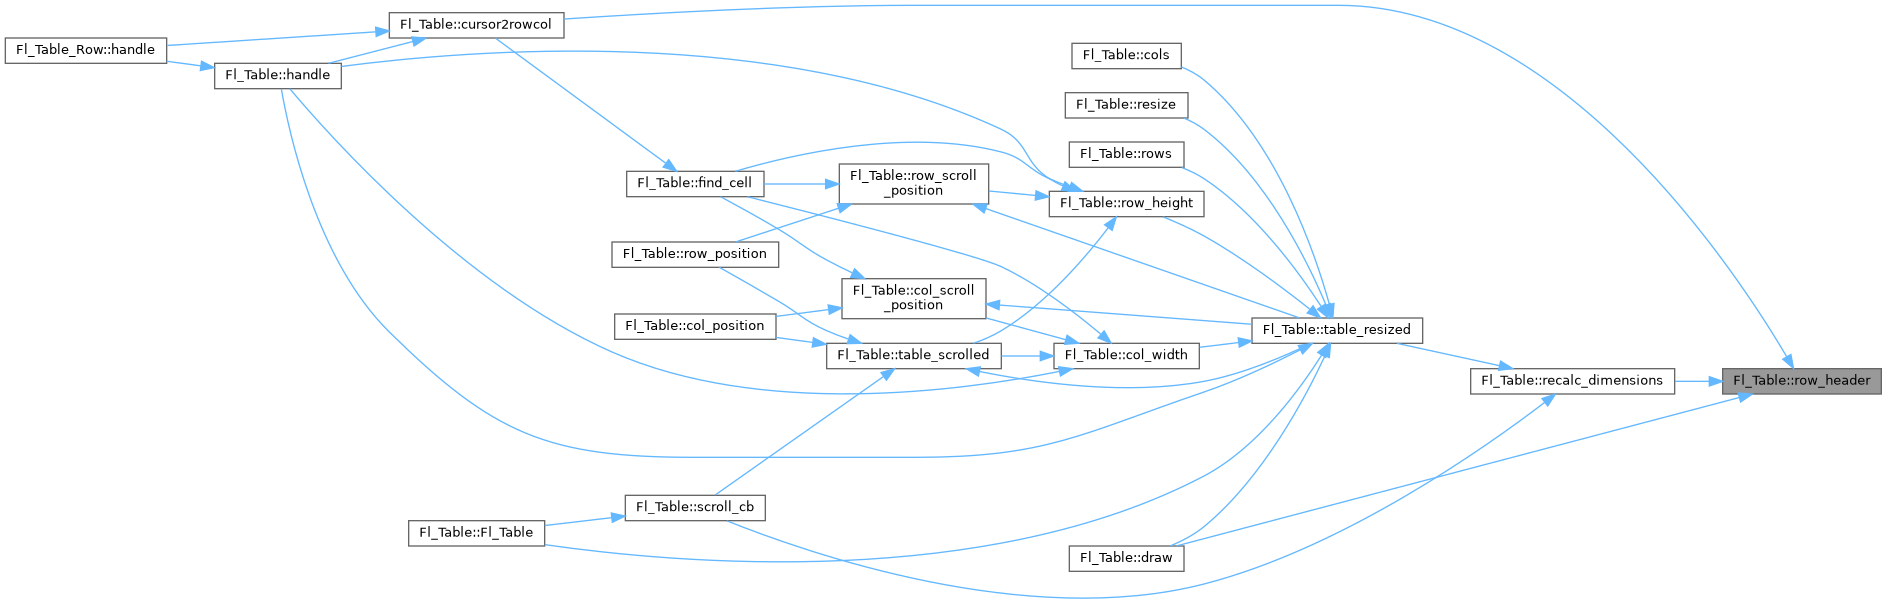 Fl_Table::cursor2rowcol
Fl_Table_Row::handle
Fl_Table::handle
Fl_Table::cols
Fl_Table::resize
Fl_Table::rows
Fl_Table::find_cell
Fl_Table::row_scroll
_position
Fl_Table::row_height
Fl_Table::row_position
Fl_Table::col_scroll
_position
Fl_Table::col_position
Fl_Table::table_resized
Fl_Table::table_scrolled
Fl_Table::col_width
Fl_Table::recalc_dimensions
Fl_Table::row_header
Fl_Table::scroll_cb
Fl_Table::Fl_Table
Fl_Table::draw